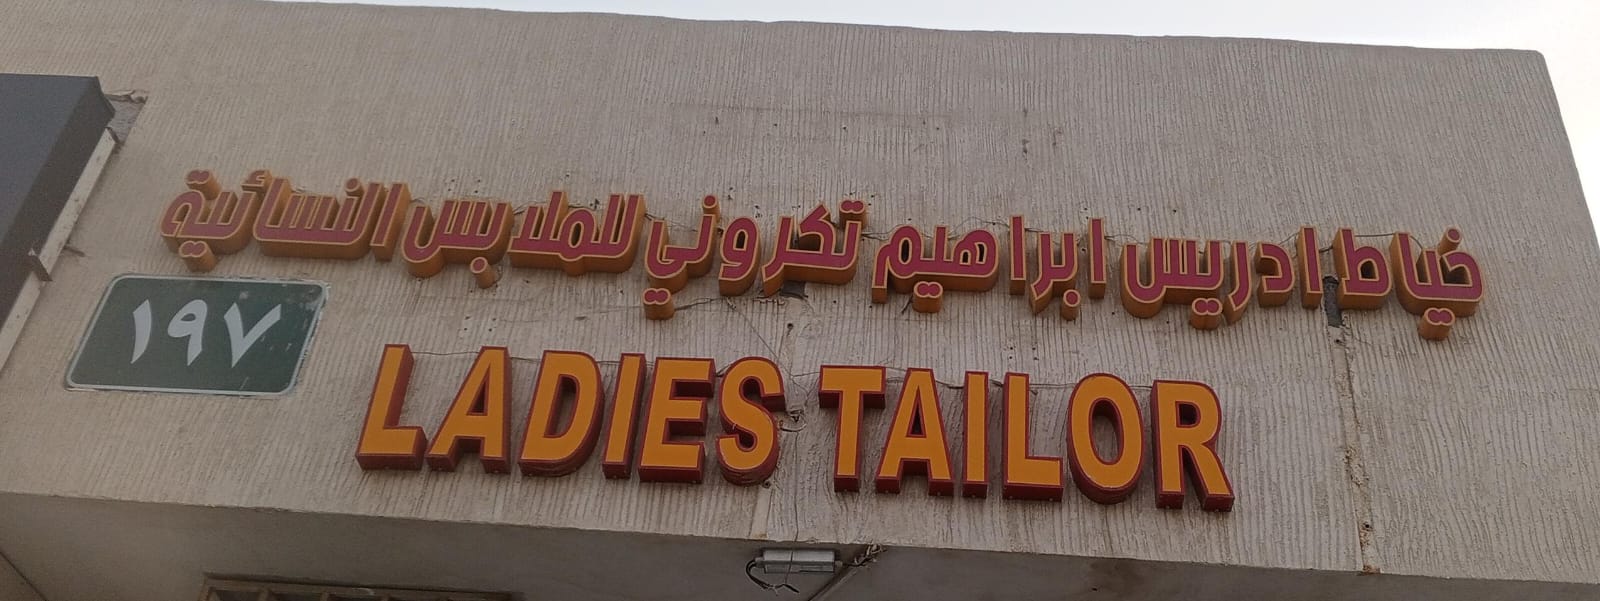 خياط ادريس ابراهيم تكروني للملابس النسائية
١٩٧
LADIES TAILOR